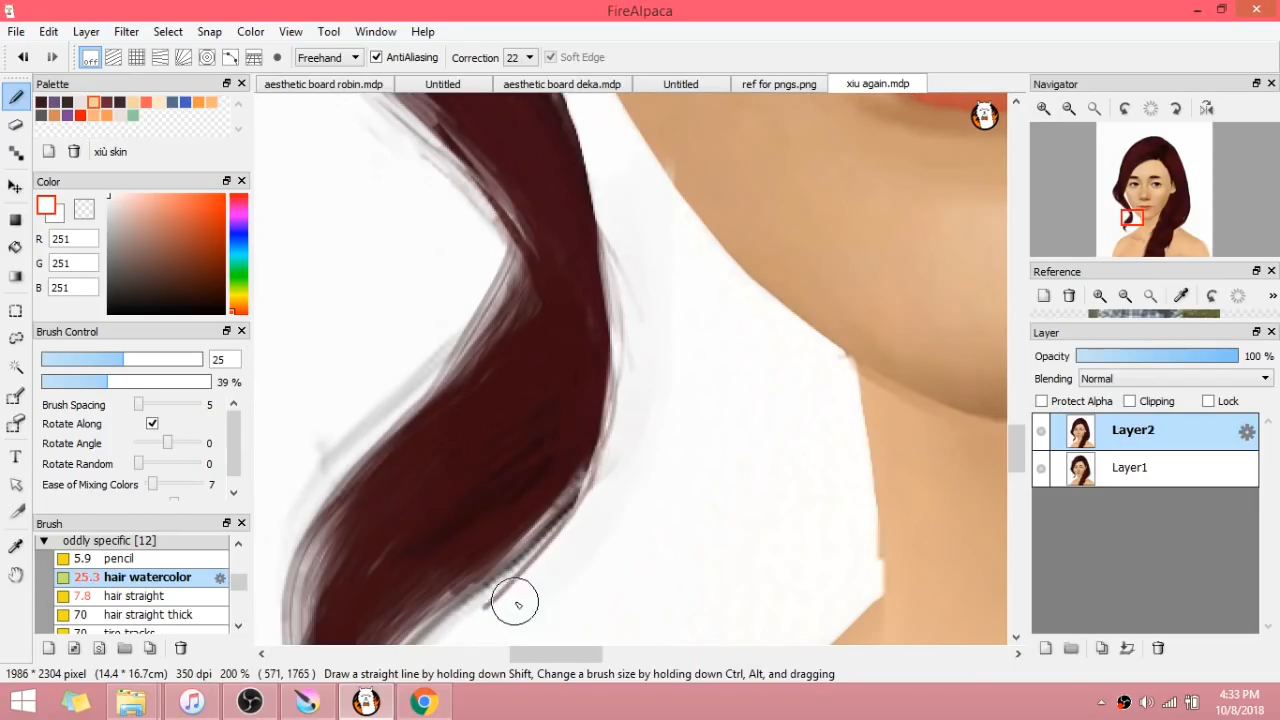 FireAlpaca
File Edit Layer Filter Select Snap Color View Tool Window Help
off Freehand AntiAliasing Correction 22 Soft Edge
Palette
aesthetic board robin.mdp Untitled aesthetic board deka.mdp Untitled ref for pngs.png xiu again.mdp
Navigator
xiù skin
Color
R 251
G 251
B 251
Reference
Brush Control
25
39 %
Brush Spacing 5
Rotate Along
Rotate Angle 0
Rotate Random 0
Ease of Mixing Colors 7
Layer
Opacity 100 %
Blending Normal
Protect Alpha Clipping Lock
Layer2
Layer1
Brush
oddly specific [12]
5.9 pencil
25.3 hair watercolor
7.8 hair straight
70 hair straight thick
70 tire tracks
1986 * 2304 pixel (14.4 * 16.7cm) 350 dpi 200 % ( 571, 1765) Draw a straight line by holding down Shift, Change a brush size by holding down Ctrl, Alt, and dragging
4:33 PM
10/8/2018